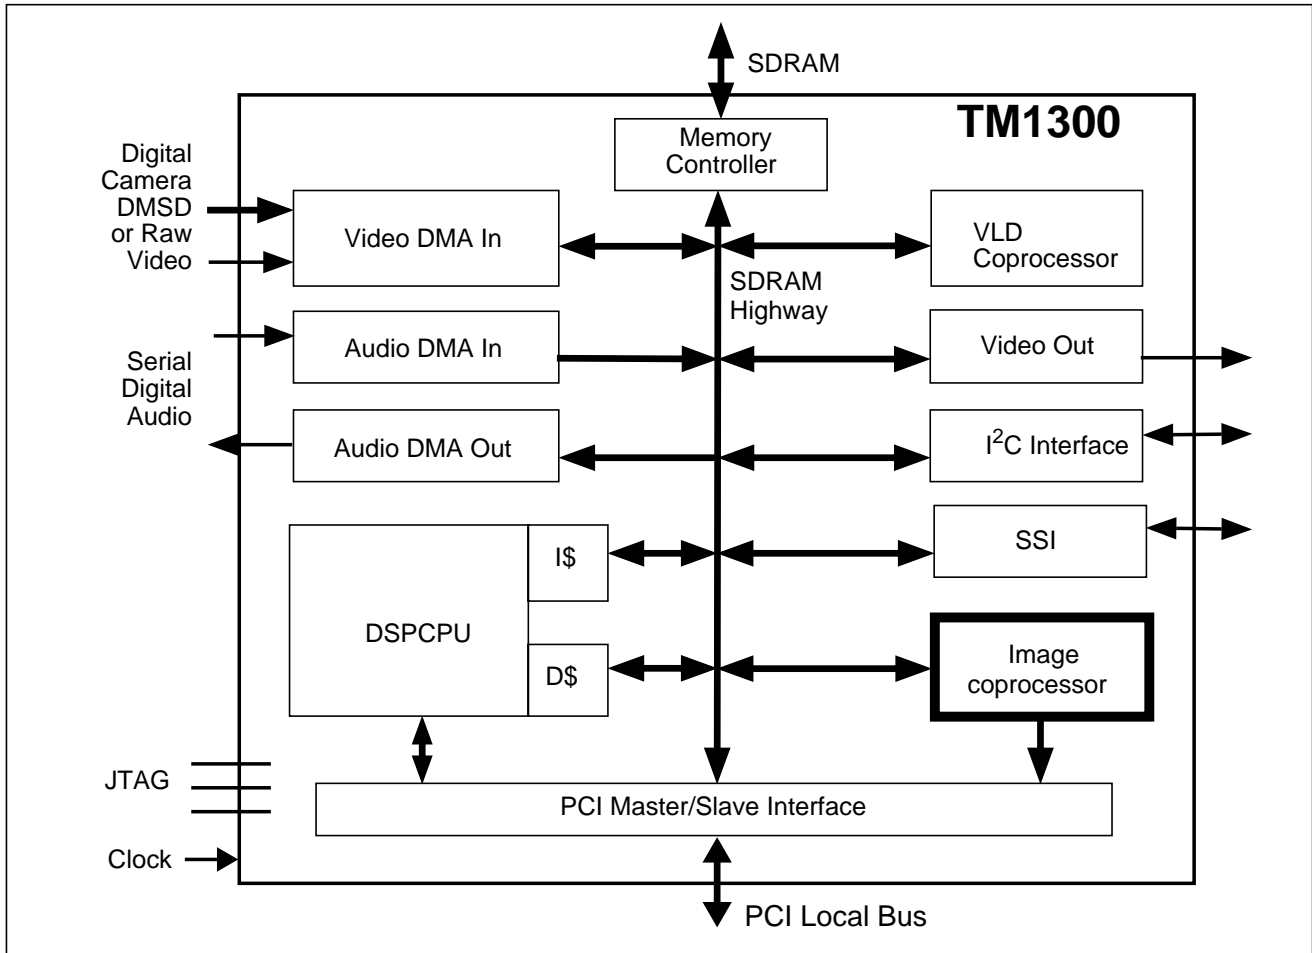 SDRAM
TM1300
Memory
Controller
Digital
Camera
DMSD
or Raw
Video
Video DMA In
VLD
Coprocessor
SDRAM
Highway
Audio DMA In
Video Out
Serial
Digital
Audio
Audio DMA Out
I²C Interface
I$
SSI
DSPCPU
D$
Image
coprocessor
JTAG
PCI Master/Slave Interface
Clock
PCI Local Bus